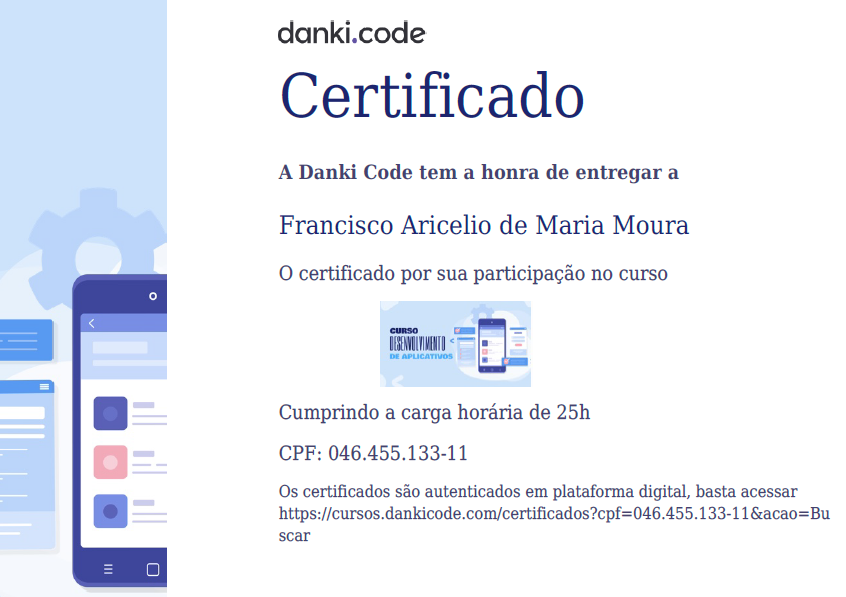 danki.code
Certificado
A Danki Code tem a honra de entregar a
Francisco Aricelio de Maria Moura
O certificado por sua participação no curso
CURSO
DESENVOLVIMENTO
DE APLICATIVOS
Cumprindo a carga horária de 25h
CPF: 046.455.133-11
Os certificados são autenticados em plataforma digital, basta acessar
https://cursos.dankicode.com/certificados?cpf=046.455.133-11&acao=Bu
scar